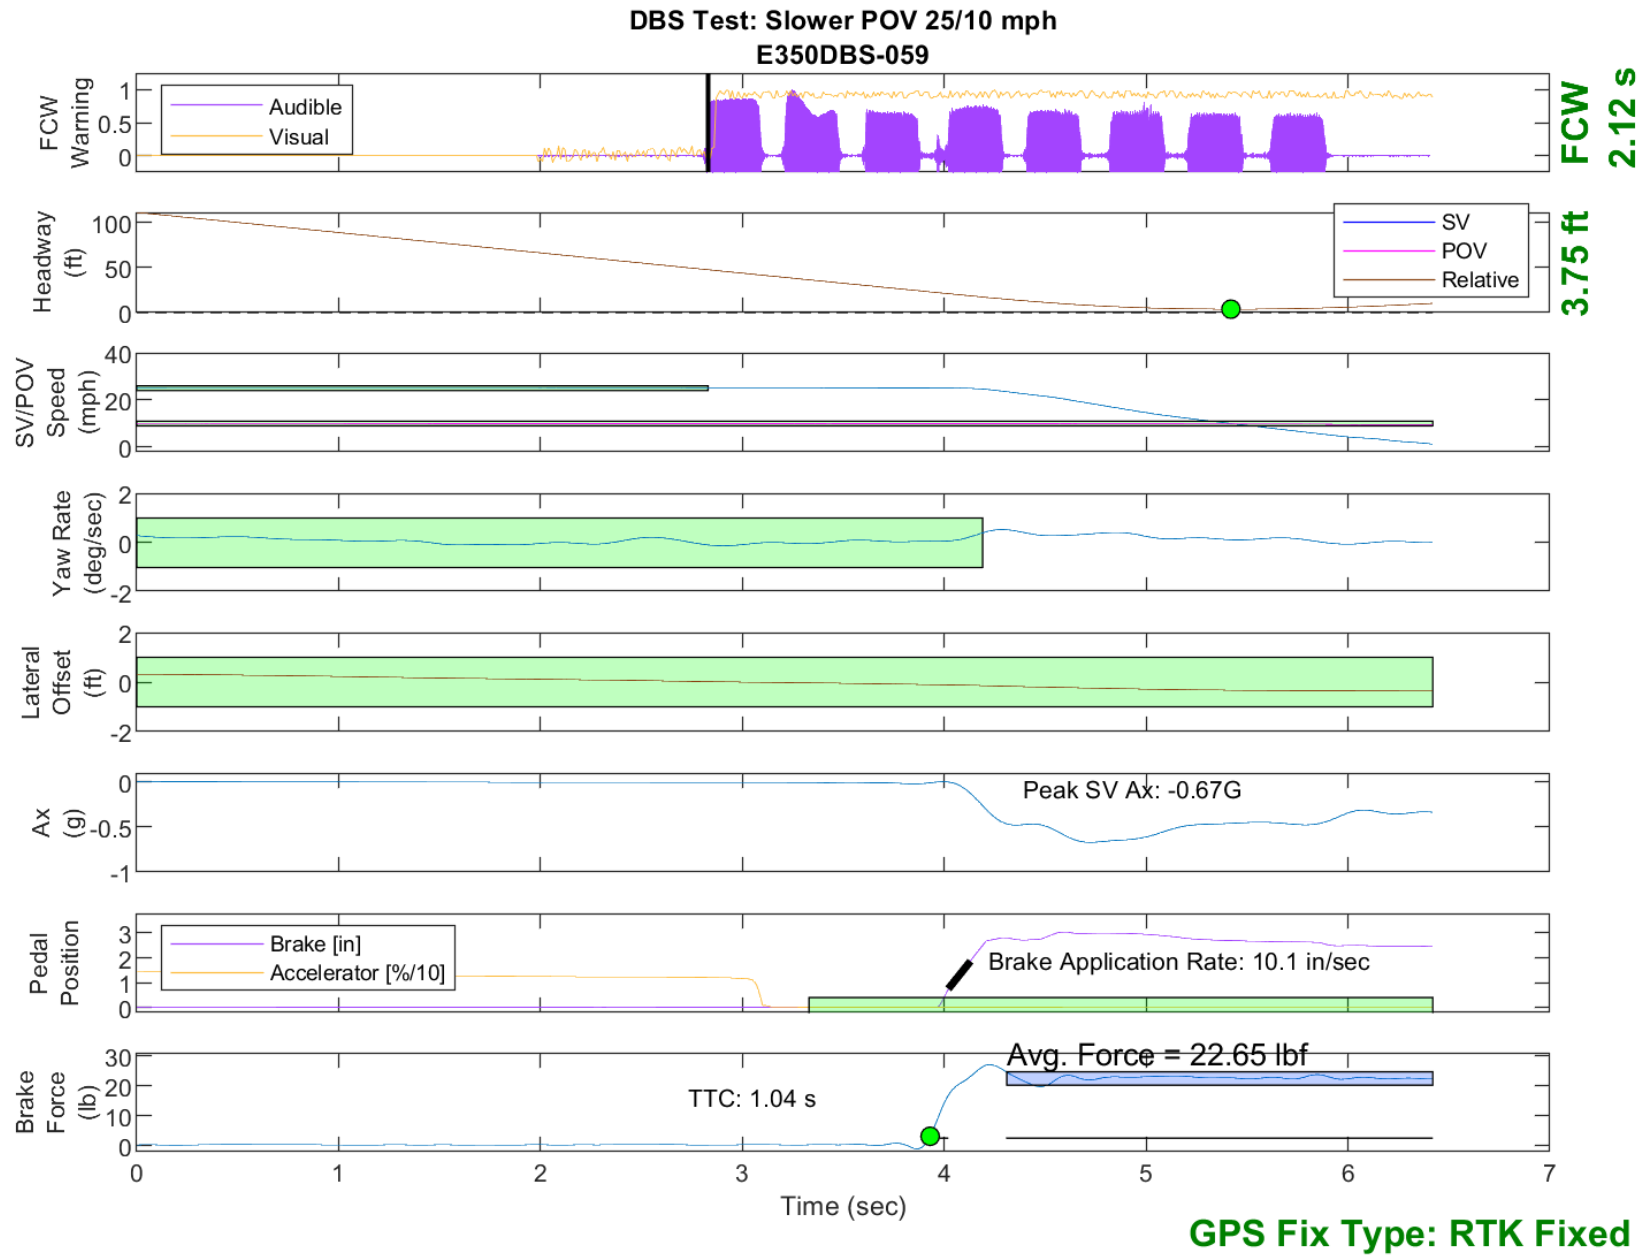 DBS Test: Slower POV 25/10 mph
E350DBS-059
FCW
Warning
1
0.5
0
Audible
Visual
FCW
2.12 s
Headway
(ft)
100
50
0
SV
POV
Relative
3.75 ft
SV/POV
Speed
(mph)
40
20
0
Yaw Rate
(deg/sec)
2
0
-2
Lateral
Offset
(ft)
2
0
-2
Ax
(g)
0
-0.5
-1
Peak SV Ax: -0.67G
Pedal
Position
3
2
1
0
Brake [in]
Accelerator [%/10]
Brake Application Rate: 10.1 in/sec
Brake
Force
(lb)
30
20
10
0
TTC: 1.04 s
Avg. Force = 22.65 lbf
0 1 2 3 4 5 6 7
Time (sec)
GPS Fix Type: RTK Fixed